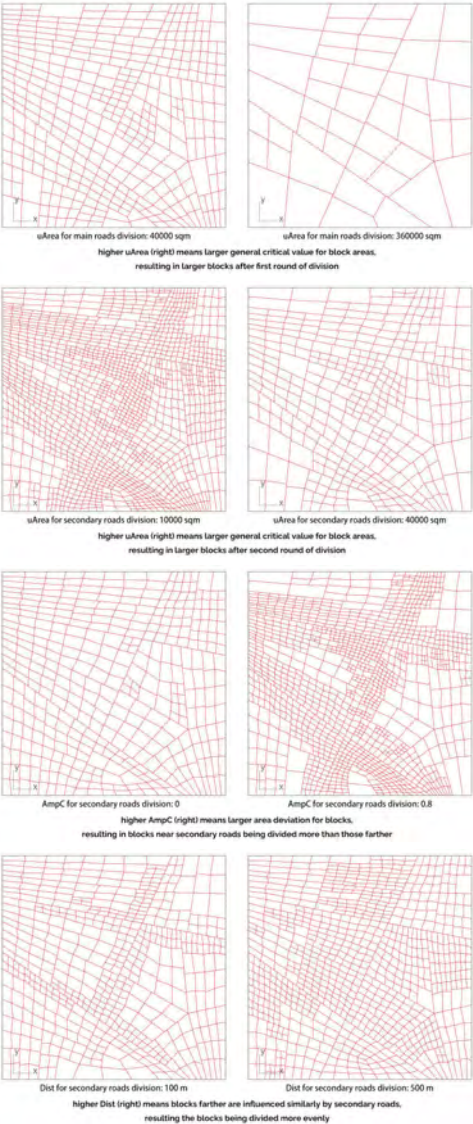 y
x
y
x
uArea for main roads division: 40000 sqm
uArea for main roads division: 360000 sqm
higher uArea (right) means larger general critical value for block areas,
resulting in larger blocks after first round of division
y
x
y
x
uArea for secondary roads division: 10000 sqm
uArea for secondary roads division: 40000 sqm
higher uArea (right) means larger general critical value for block areas,
resulting in larger blocks after second round of division
y
x
y
x
AmpC for secondary roads division: 0
AmpC for secondary roads division: 0.8
higher AmpC (right) means larger area deviation for blocks,
resulting in blocks near secondary roads being divided more than those farther
y
x
y
x
Dist for secondary roads division: 100 m
Dist for secondary roads division: 500 m
higher Dist (right) means blocks farther are influenced similarly by secondary roads,
resulting the blocks being divided more evenly